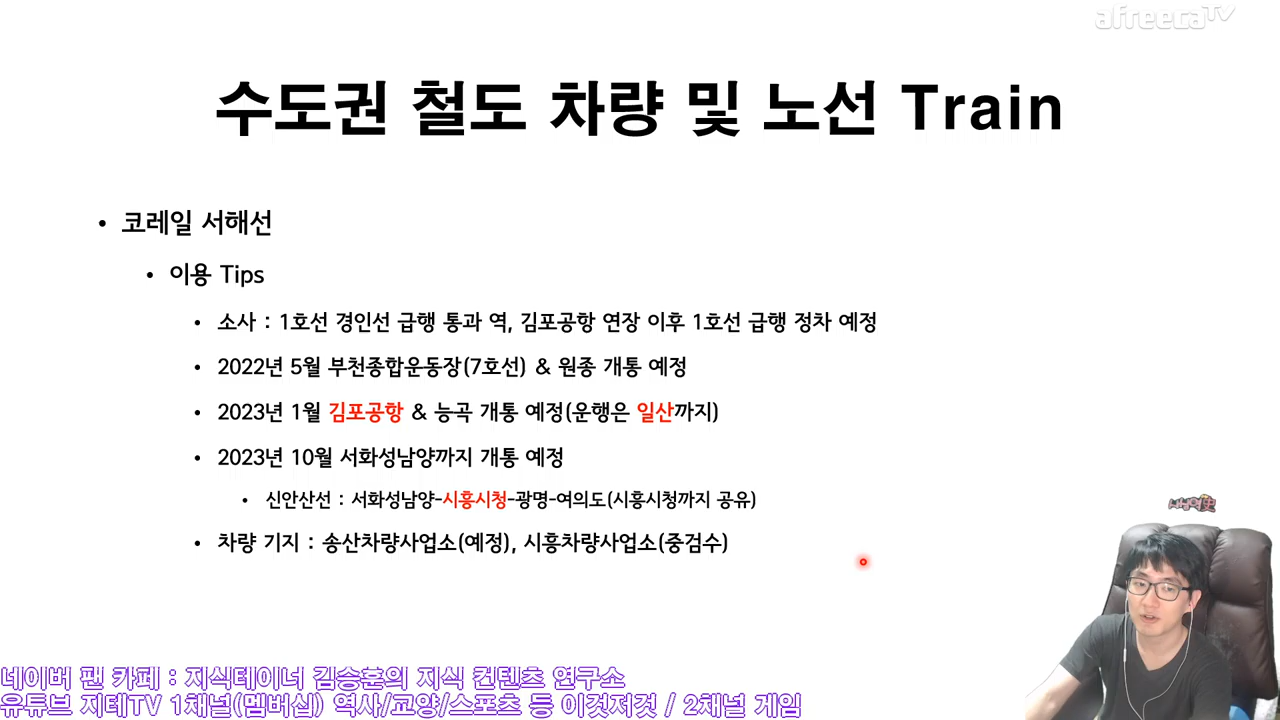 afreecaTV
수도권 철도 차량 및 노선 Train
• 코레일 서해선
• 이용 Tips
• 소사 : 1호선 경인선 급행 통과 역, 김포공항 연장 이후 1호선 급행 정차 예정
• 2022년 5월 부천종합운동장(7호선) & 원종 개통 예정
• 2023년 1월 김포공항 & 능곡 개통 예정(운행은 일산까지)
• 2023년 10월 서화성남양까지 개통 예정
• 신안산선 : 서화성남양-시흥시청-광명-여의도(시흥시청까지 공유)
• 차량 기지 : 송산차량사업소(예정), 시흥차량사업소(중검수)
네이버 팬 카페 : 지식테이너 김승훈의 지식 컨텐츠 연구소
유튜브 지테TV 1채널(멤버십) 역사/교양/스포츠 등 이것저것 / 2채널 게임